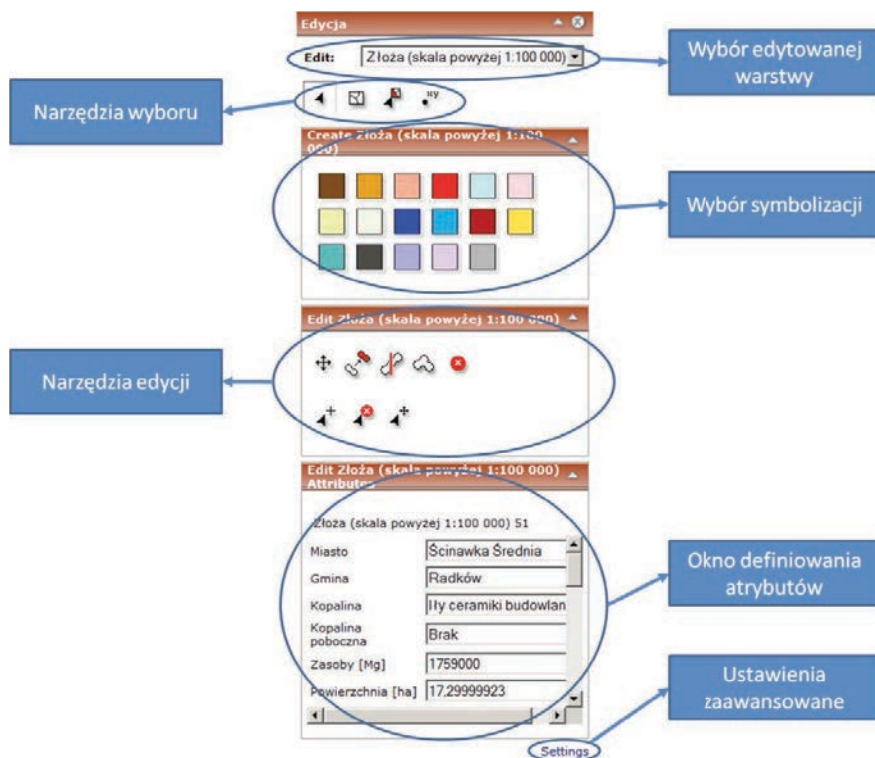 Edycja
Edit: Złoża (skala powyżej 1:100 000)
Wybór edytowanej
warstwy
Narzędzia wyboru
xy
Create Złoża (skala powyżej 1:100
000)
Wybór symbolizacji
Edit Złoża (skala powyżej 1:100 000)
Narzędzia edycji
Edit Złoża (skala powyżej 1:100 000)
Attributes
Złoża (skala powyżej 1:100 000) 51
Miasto Ścinawka Średnia
Gmina Radków
Kopalina Iły ceramiki budowlan
Kopalina
poboczna Brak
Zasoby [Mg] 1759000
Powierzchnia [ha] 17,29999923
Okno definiowania
atrybutów
Ustawienia
zaawansowane
Settings